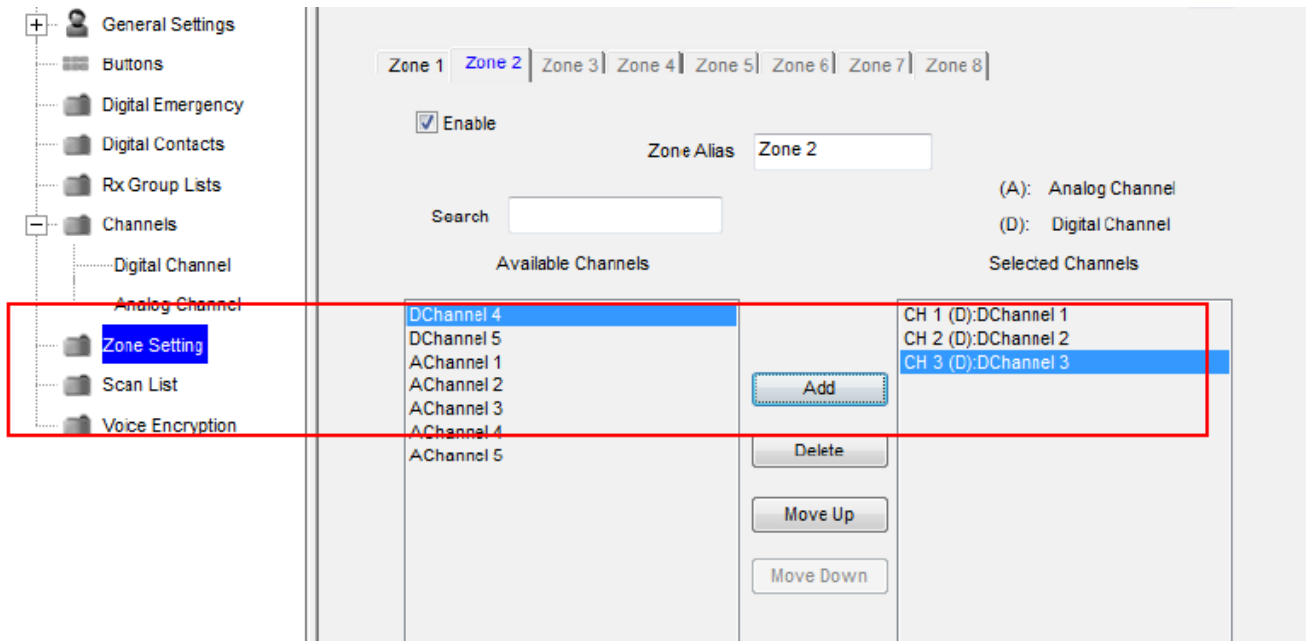 General Settings
Buttons
Digital Emergency
Digital Contacts
Rx Group Lists
Channels
Digital Channel
Analog Channel
Zone Setting
Scan List
Voice Encryption
Zone 1 Zone 2 Zone 3 Zone 4 Zone 5 Zone 6 Zone 7 Zone 8
Enable
Zone Alias Zone 2
(A): Analog Channel
Search
(D): Digital Channel
Available Channels
Selected Channels
DChannel 4
DChannel 5
AChannel 1
AChannel 2
AChannel 3
AChannel 4
AChannel 5
Add
Delete
Move Up
Move Down
CH 1 (D):DChannel 1
CH 2 (D):DChannel 2
CH 3 (D):DChannel 3